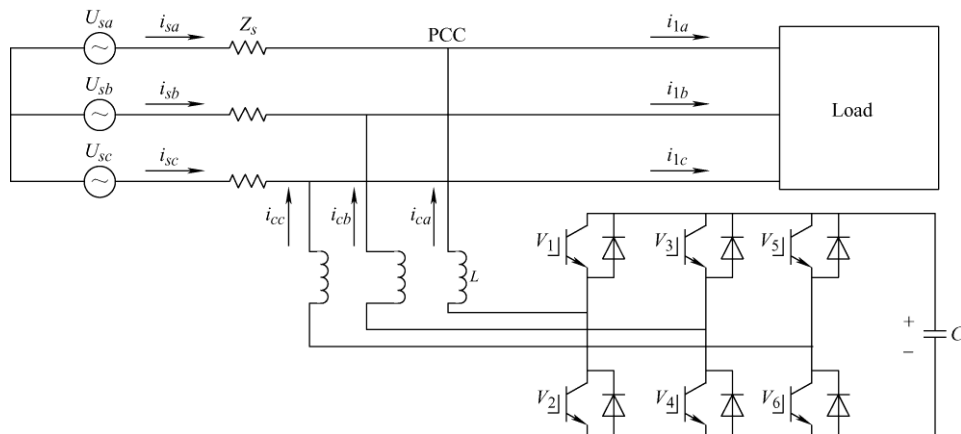 U_sa i_sa Z_s PCC i_1a
U_sb i_sb i_1b Load
U_sc i_sc i_1c
i_cc i_cb i_ca
V_1 V_3 V_5
L
+ C
−
V_2 V_4 V_6